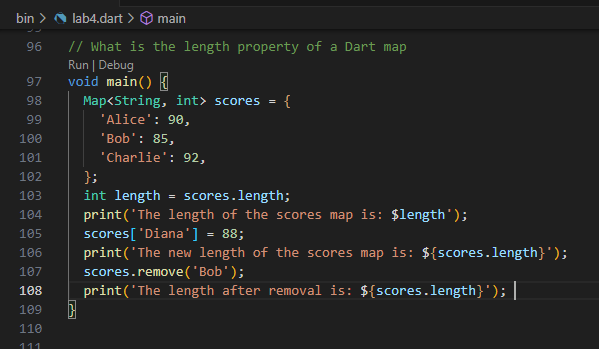 bin > lab4.dart > main
96 // What is the length property of a Dart map
Run | Debug
97 void main() {
98   Map<String, int> scores = {
99     'Alice': 90,
100     'Bob': 85,
101     'Charlie': 92,
102   };
103   int length = scores.length;
104   print('The length of the scores map is: $length');
105   scores['Diana'] = 88;
106   print('The new length of the scores map is: ${scores.length}');
107   scores.remove('Bob');
108   print('The length after removal is: ${scores.length}');
109 }
110
111